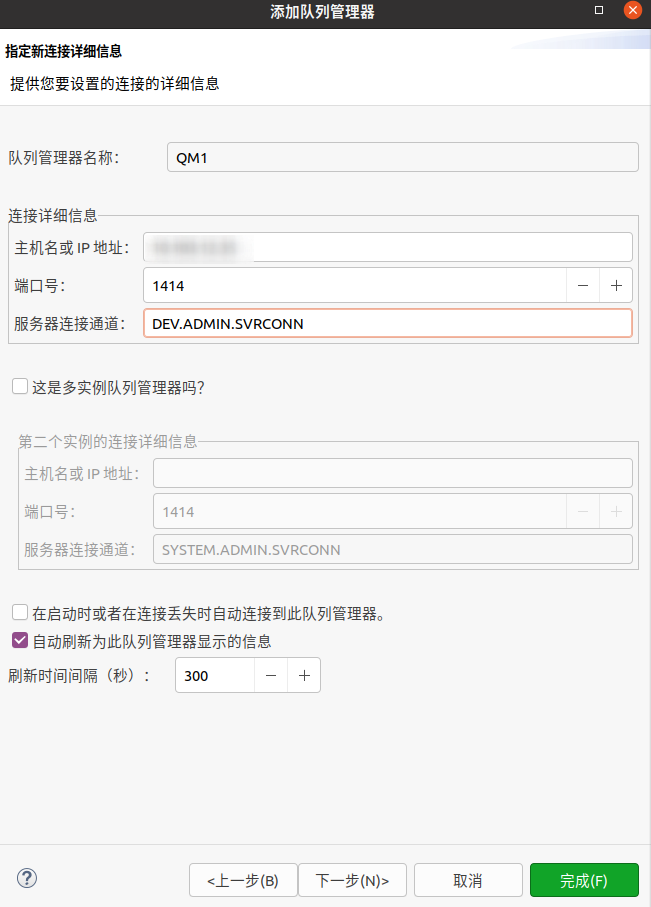 添加队列管理器
指定新连接详细信息
提供您要设置的连接的详细信息
队列管理器名称： QM1
连接详细信息
主机名或 IP 地址：
端口号： 1414
服务器连接通道： DEV.ADMIN.SVRCONN
这是多实例队列管理器吗？
第二个实例的连接详细信息
主机名或 IP 地址：
端口号： 1414
服务器连接通道： SYSTEM.ADMIN.SVRCONN
在启动时或者在连接丢失时自动连接到此队列管理器。
自动刷新为此队列管理器显示的信息
刷新时间间隔（秒）： 300
<上一步(B) 下一步(N)> 取消 完成(F)